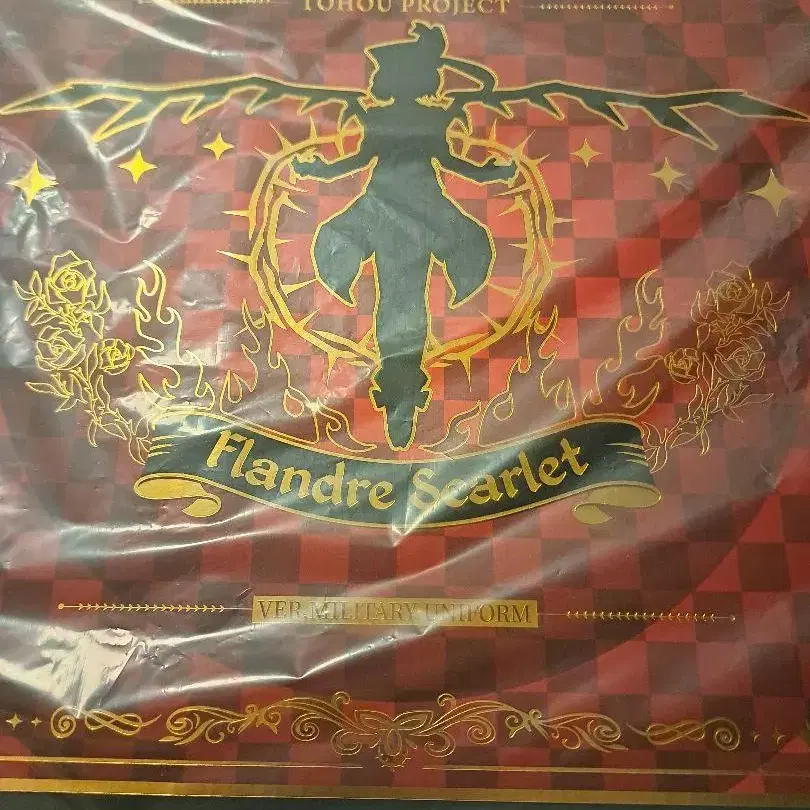 TOHOU PROJECT
Flandre Scarlet
VER.MILITARY UNIFORM